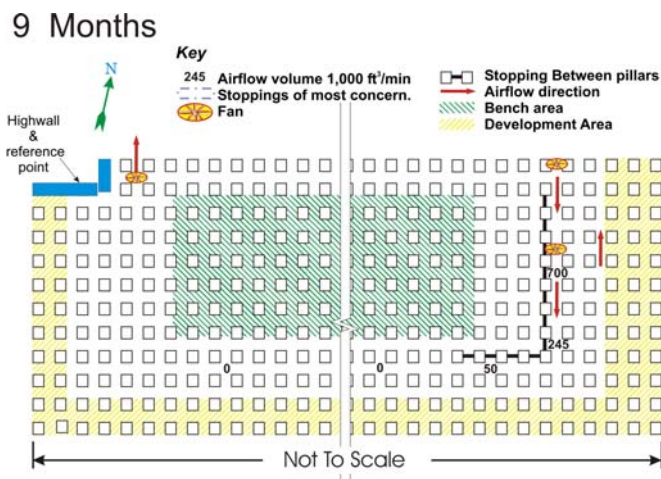 9 Months
N
Highwall
&
reference
point
Key
245 Airflow volume 1,000 ft³/min
Stoppings of most concern.
Fan
Stopping Between pillars
Airflow direction
Bench area
Development Area
700
245
0
0
50
Not To Scale